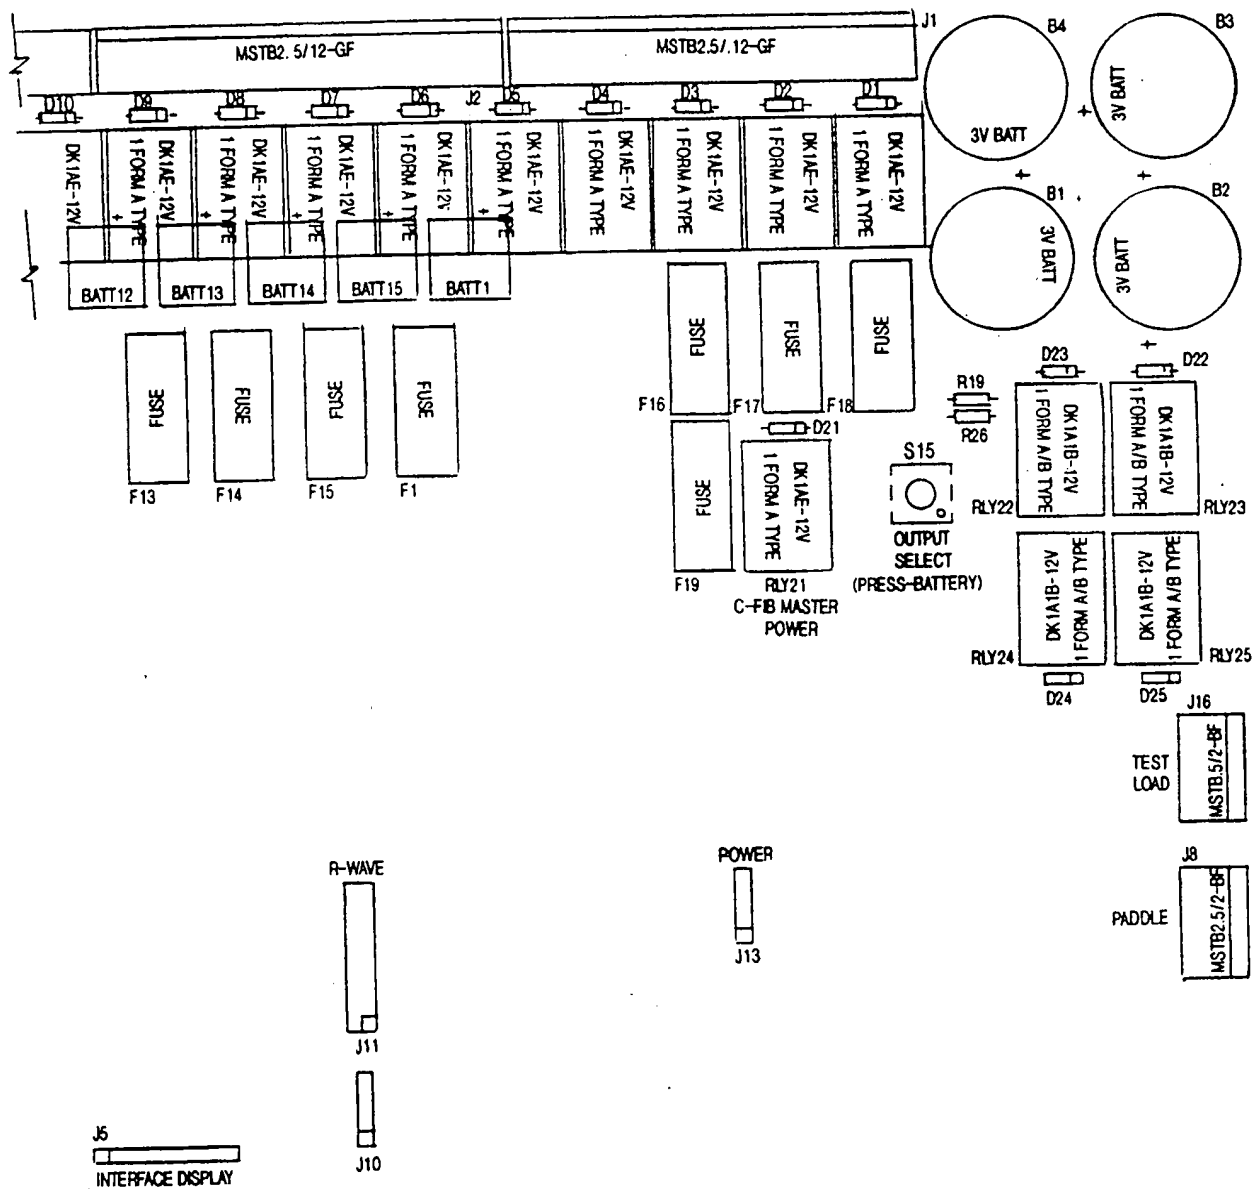 J1
B4
B3
MSTB2. 5/12-GF
MSTB2.5/.12-GF
3V BATT
3V BATT
D10
D9
D8
D7
D6
J2
D5
D4
D3
D2
D1
DK1AE-12V
DK1AE-12V
1 FORM A TYPE
DK1AE-12V
1 FORM A TYPE
DK1AE-12V
1 FORM A TYPE
DK1AE-12V
1 FORM A TYPE
DK1AE-12V
1 FORM A TYPE
DK1AE-12V
1 FORM A TYPE
DK1AE-12V
1 FORM A TYPE
DK1AE-12V
1 FORM A TYPE
DK1AE-12V
1 FORM A TYPE
+
+
+
+
+
+
+
+
+
B1
B2
3V BATT
3V BATT
BATT12
BATT13
BATT14
BATT15
BATT1
FUSE
FUSE
FUSE
F16
F17
F18
FUSE
FUSE
FUSE
FUSE
F13
F14
F15
F1
D23
D22
R19
R26
D21
DK1A1B-12V
1 FORM A/B TYPE
DK1A1B-12V
1 FORM A/B TYPE
RLY22
RLY23
FUSE
F19
DK1AE-12V
1 FORM A TYPE
RLY21
C-FIB MASTER
POWER
S15
OUTPUT
SELECT
(PRESS-BATTERY)
DK1A1B-12V
1 FORM A/B TYPE
DK1A1B-12V
1 FORM A/B TYPE
RLY24
RLY25
D24
D25
J16
TEST
LOAD
MSTB.5/2-BF
R-WAVE
J11
POWER
J13
J8
PADDLE
MSTB2.5/2-BF
J10
J5
INTERFACE DISPLAY